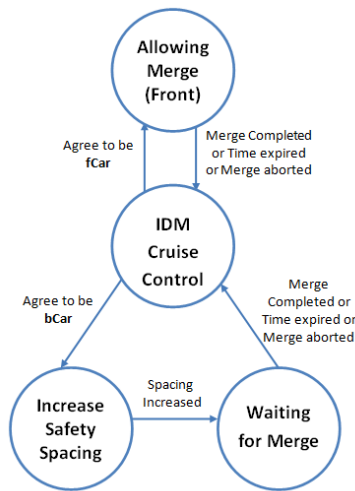 Allowing
Merge
(Front)
Agree to be
fCar
Merge Completed
or Time expired
or Merge aborted
IDM
Cruise
Control
Agree to be
bCar
Merge
Completed or
Time expired or
Merge aborted
Increase
Safety
Spacing
Spacing
Increased
Waiting
for Merge